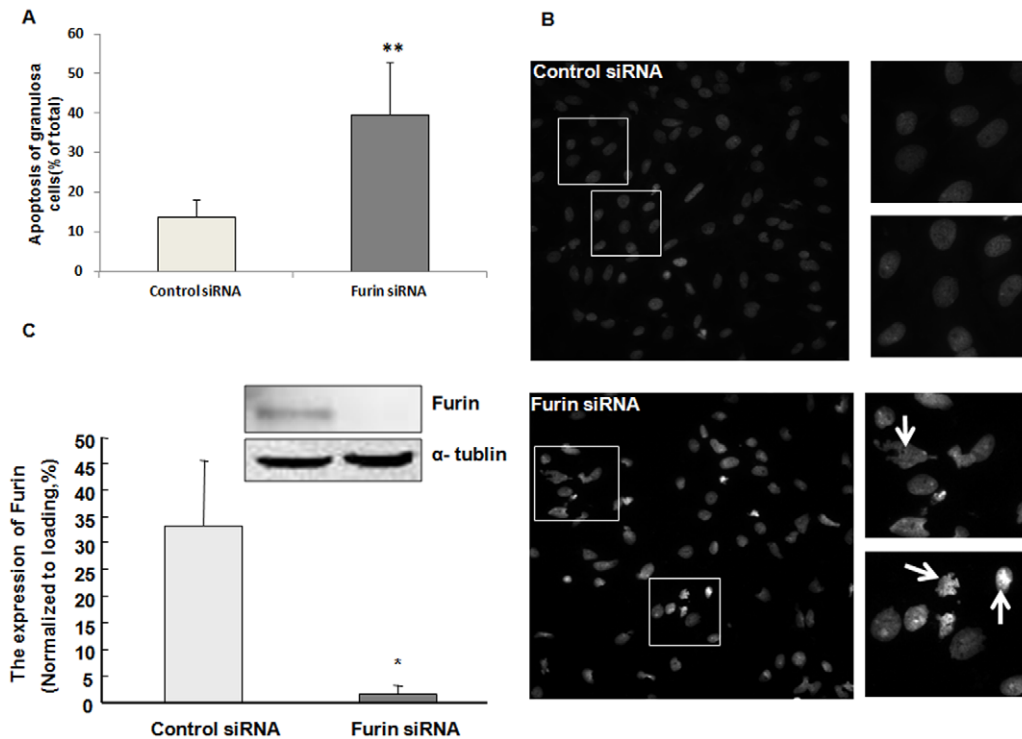 A
60
50
40
30
20
10
0
Apoptosis of granulosa
cells(% of total)
**
Control siRNA
Furin siRNA
B
Control siRNA
Furin siRNA
C
Furin
α- tublin
50
45
40
35
30
25
20
15
10
5
0
The expression of Furin
(Normalized to loading,%)
*
Control siRNA
Furin siRNA